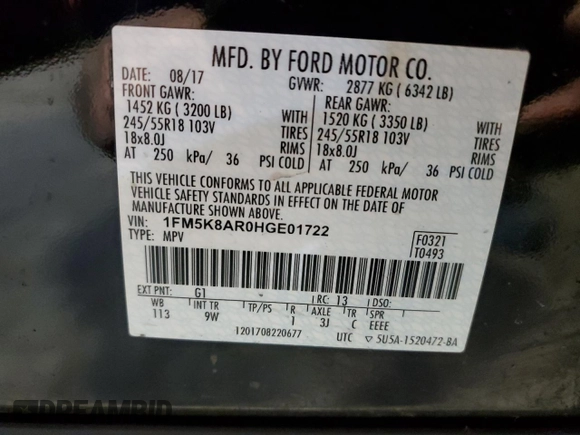 MFD. BY FORD MOTOR CO.
DATE: 08/17 GVWR: 2877 KG ( 6342 LB)
FRONT GAWR: REAR GAWR:
1452 KG ( 3200 LB) WITH 1520 KG ( 3350 LB) WITH
245/55R18 103V TIRES 245/55R18 103V TIRES
18x8.0J RIMS 18x8.0J RIMS
AT 250 kPa/ 36 PSI COLD AT 250 kPa/ 36 PSI COLD
THIS VEHICLE CONFORMS TO ALL APPLICABLE FEDERAL MOTOR
VEHICLE SAFETY STANDARDS IN EFFECT ON THE DATE OF
MANUFACTURE SHOWN ABOVE.
VIN: 1FM5K8AR0HGE01722
TYPE: MPV
F0321
T0493
EXT PNT: G1 RC: 13 DSO:
WB INT TR TP/PS R AXLE TR SPR
113 9W 1 3J C EEEE
1201708220677 UTC ▽ 5U5A-1520472-BA
DREAMBID